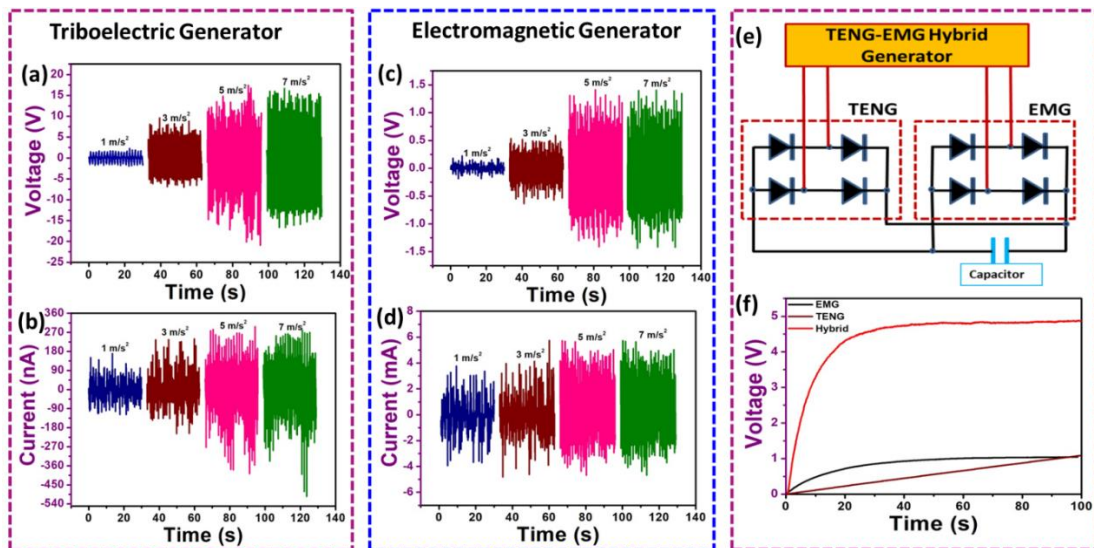 Triboelectric Generator
(a)
Voltage (V)
20
15
10
5
0
-5
-10
-15
-20
-25
1 m/s²
3 m/s²
5 m/s²
7 m/s²
0 20 40 60 80 100 120 140
Time (s)
(b)
Current (nA)
360
270
180
90
0
-90
-180
-270
-360
-450
-540
1 m/s²
3 m/s²
5 m/s²
7 m/s²
0 20 40 60 80 100 120 140
Time (s)
Electromagnetic Generator
(c)
Voltage (V)
1.5
1.0
0.5
0.0
-0.5
-1.0
-1.5
1 m/s²
3 m/s²
5 m/s²
7 m/s²
0 20 40 60 80 100 120 140
Time (s)
(d)
Current (mA)
8
6
4
2
0
-2
-4
-6
1 m/s²
3 m/s²
5 m/s²
7 m/s²
0 20 40 60 80 100 120 140
Time (s)
(e)
TENG-EMG Hybrid
Generator
TENG
EMG
Capacitor
(f)
EMG
TENG
Hybrid
Voltage (V)
5
4
3
2
1
0
0 20 40 60 80 100
Time (s)